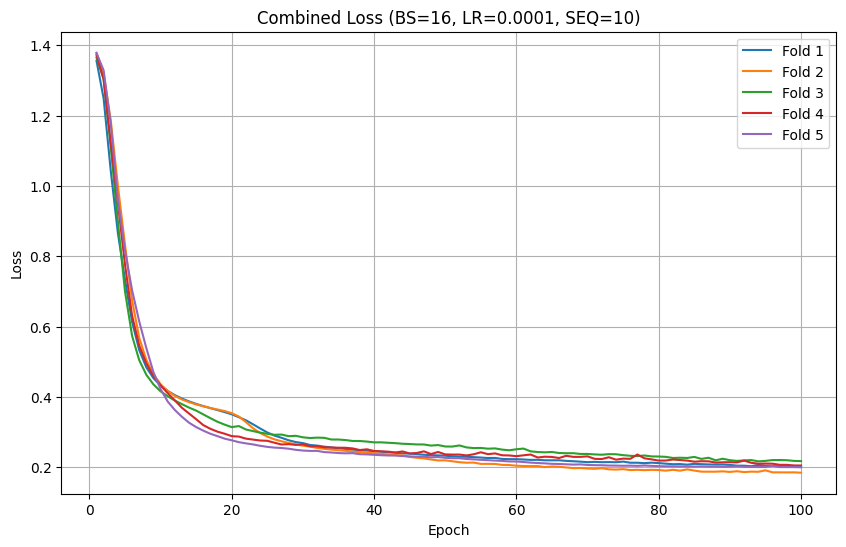 Combined Loss (BS=16, LR=0.0001, SEQ=10)
Fold 1
Fold 2
Fold 3
Fold 4
Fold 5
Loss
1.4
1.2
1.0
0.8
0.6
0.4
0.2
0 20 40 60 80 100
Epoch